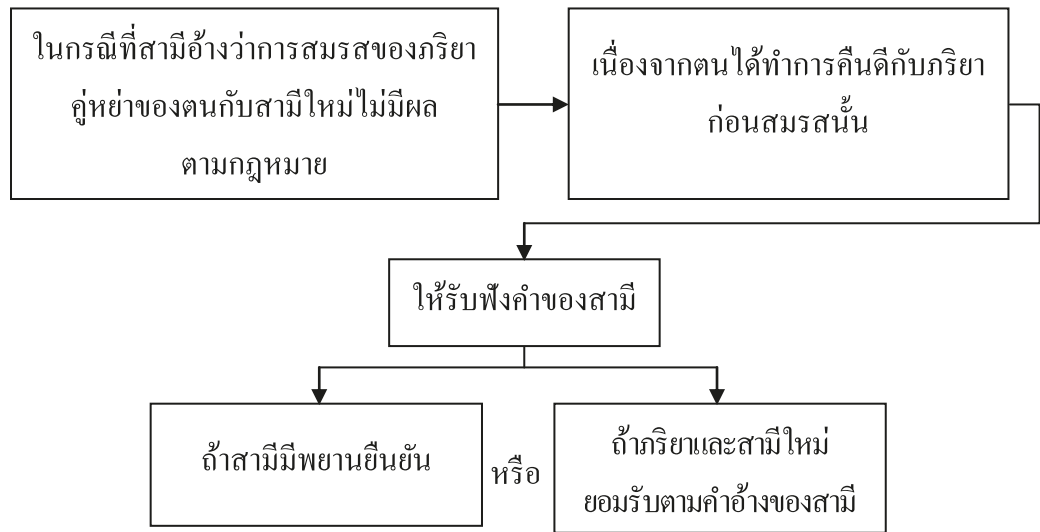 ในกรณีที่สามีอ้างว่าการสมรสของภริยา
คู่หย่าของตนกับสามีใหม่ไม่มีผล
ตามกฎหมาย
เนื่องจากตนได้ทำการคืนดีกับภริยา
ก่อนสมรสนั้น
ให้รับฟังคำของสามี
ถ้าสามีมีพยานยืนยัน
หรือ
ถ้าภริยาและสามีใหม่
ยอมรับตามคำอ้างของสามี